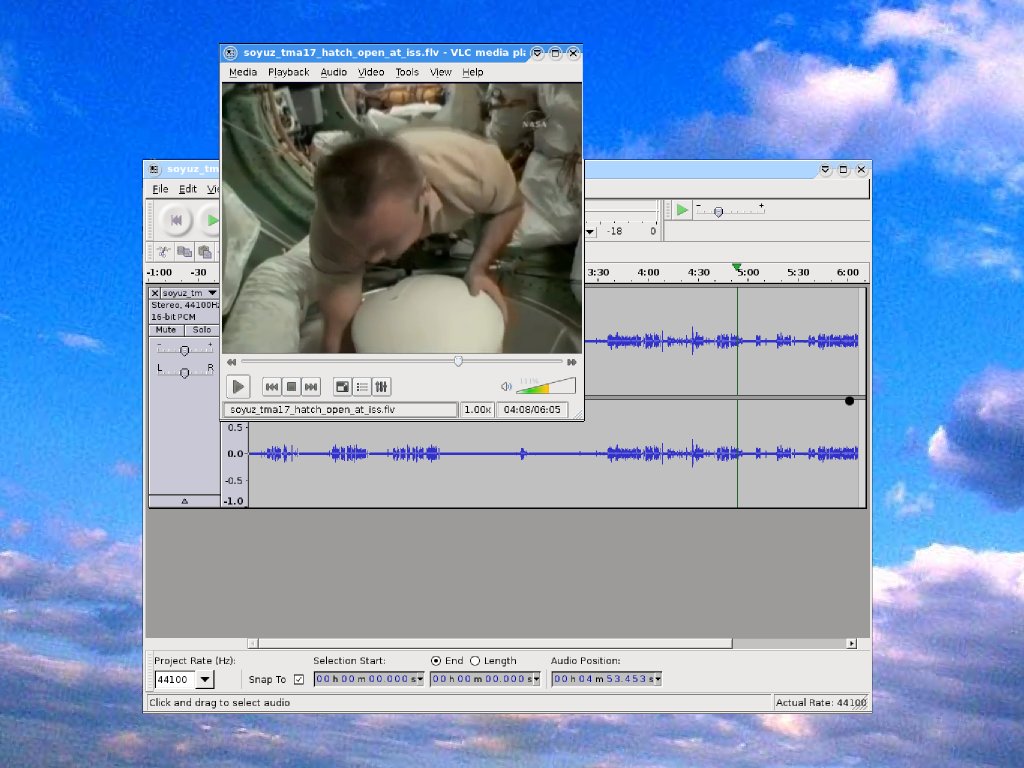 soyuz_tma17_hatch_open_at_iss.flv - VLC media pla
Media Playback Audio Video Tools View Help
NASA
soyuz_tm
File Edit Vi
-18 0
-1:00 -30 3:30 4:00 4:30 5:00 5:30 6:00
soyuz_tm
Stereo, 44100Hz
16-bit PCM
Mute Solo
- +
L R
soyuz_tma17_hatch_open_at_iss.flv 1.00x 04:08/06:05
0.5
0.0
-0.5
-1.0
Project Rate (Hz): Selection Start: End Length Audio Position:
44100 Snap To 00 h 00 m 00.000 s 00 h 00 m 00.000 s 00 h 04 m 53.453 s
Click and drag to select audio Actual Rate: 44100